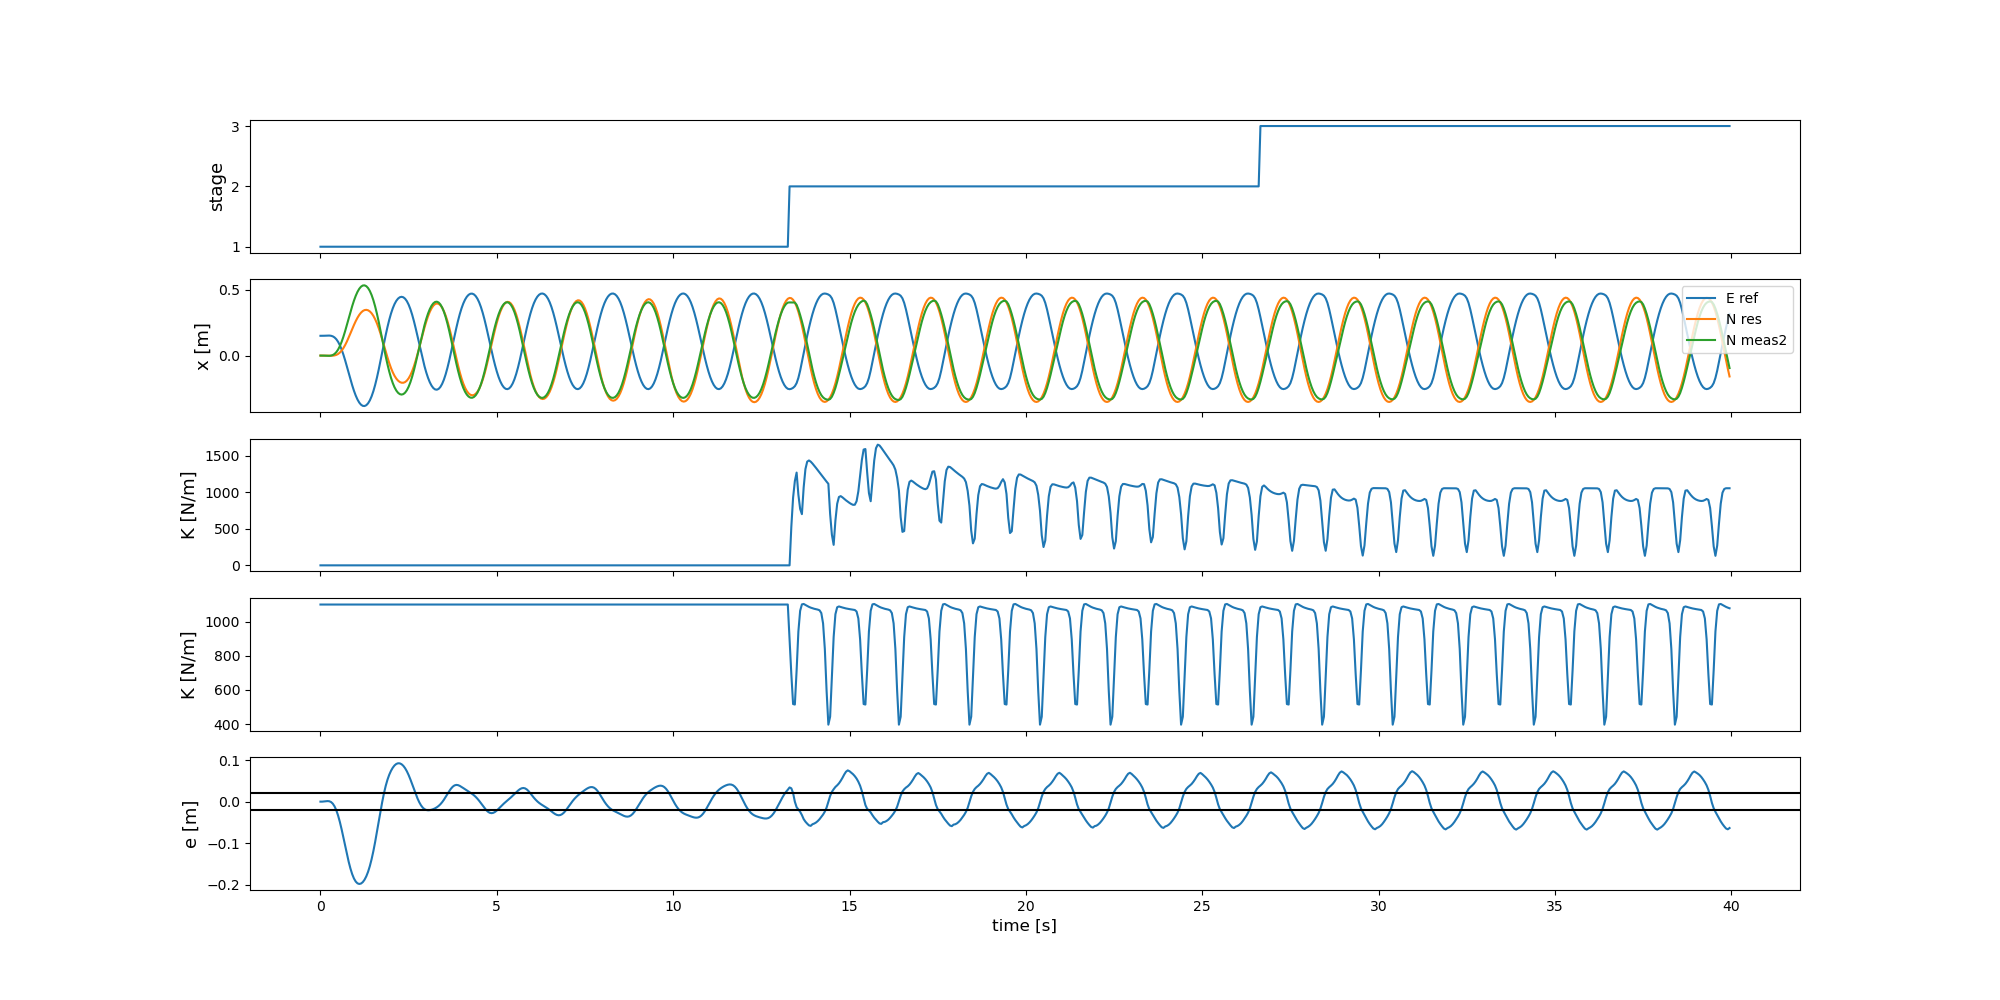 3
2
1
stage
0.5
0.0
x [m]
E ref
N res
N meas2
1500
1000
500
0
K [N/m]
1000
800
600
400
K [N/m]
0.1
0.0
−0.1
−0.2
e [m]
0 5 10 15 20 25 30 35 40
time [s]